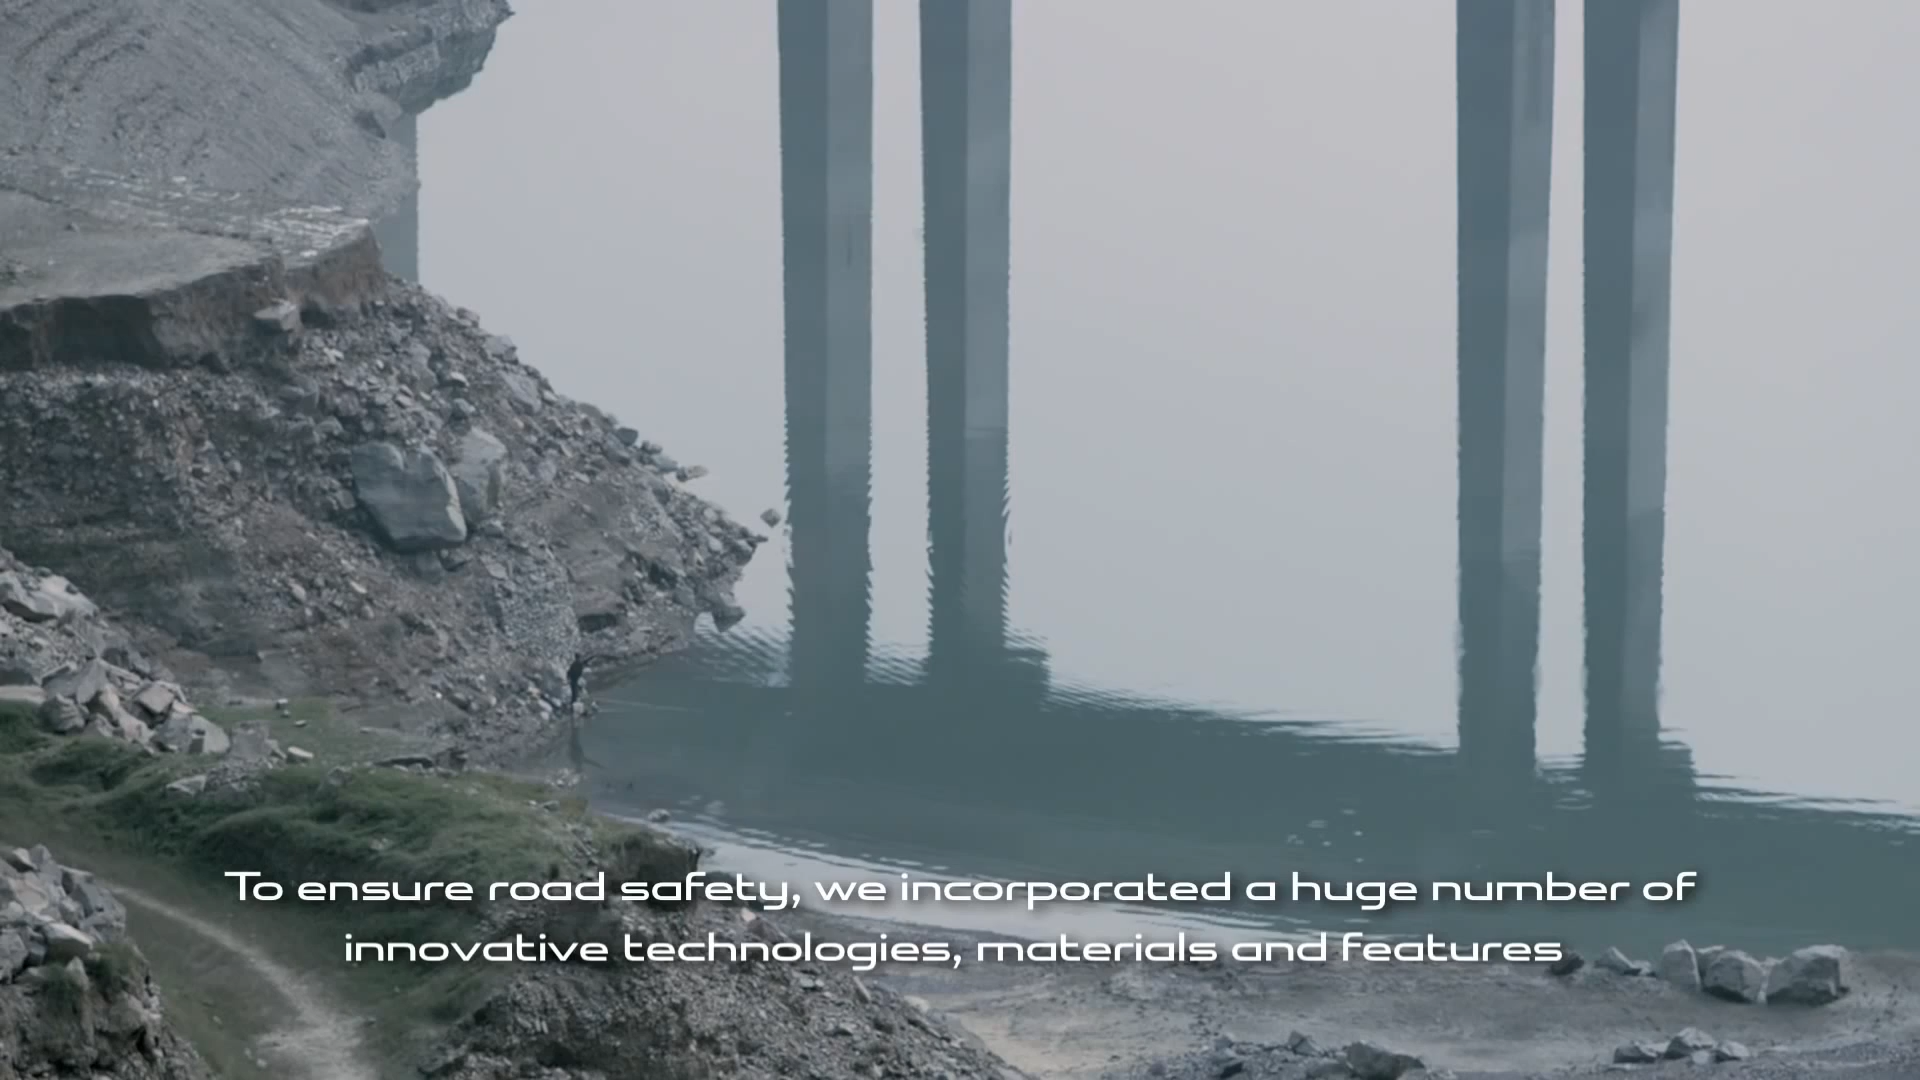 To ensure road safety, we incorporated a huge number of
innovative technologies, materials and features